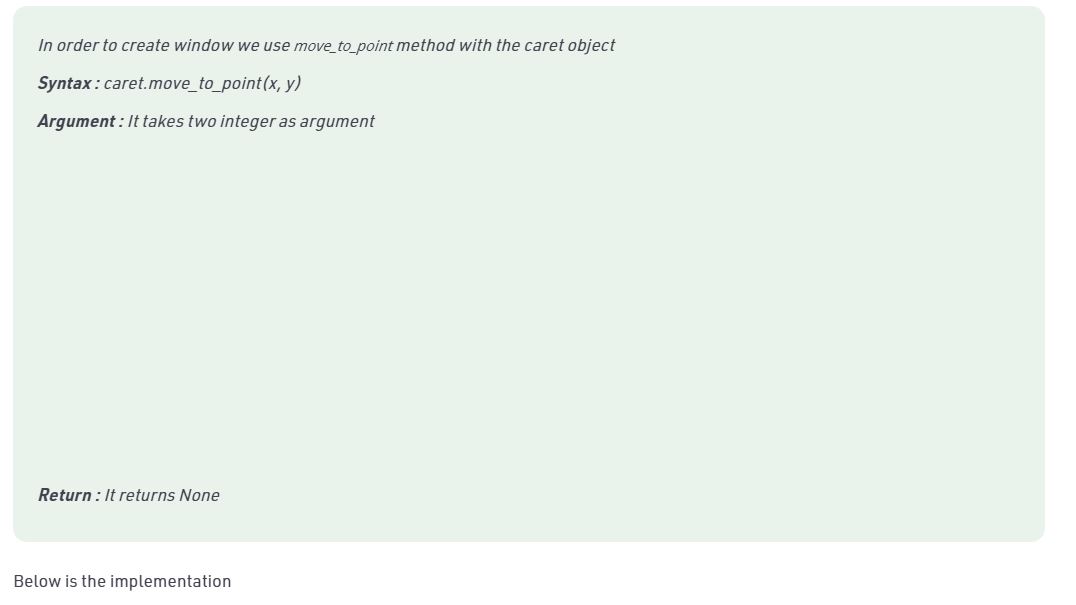 In order to create window we use move_to_point method with the caret object
Syntax : caret.move_to_point(x, y)
Argument : It takes two integer as argument
Return : It returns None
Below is the implementation